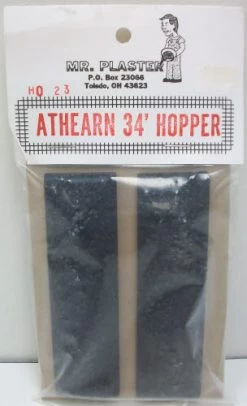 MR. PLASTER
P.O. Box 23066
Toledo, OH 43623
HO 23
ATHEARN 34' HOPPER